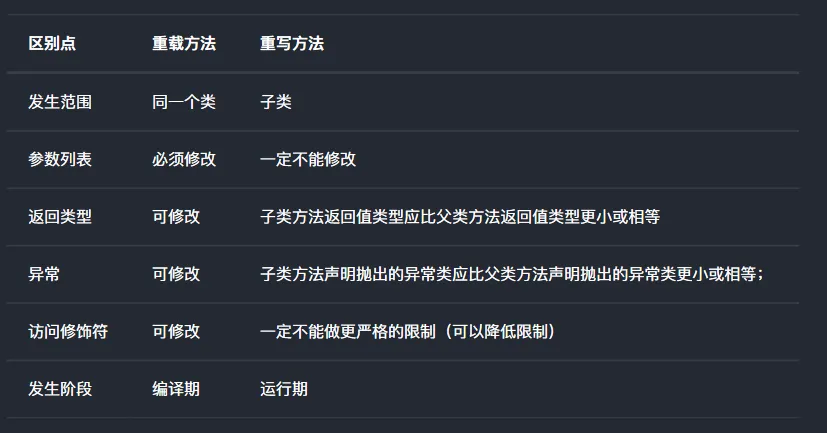 区别点 重载方法 重写方法
发生范围 同一个类 子类
参数列表 必须修改 一定不能修改
返回类型 可修改 子类方法返回值类型应比父类方法返回值类型更小或相等
异常 可修改 子类方法声明抛出的异常类应比父类方法声明抛出的异常类更小或相等；
访问修饰符 可修改 一定不能做更严格的限制（可以降低限制）
发生阶段 编译期 运行期